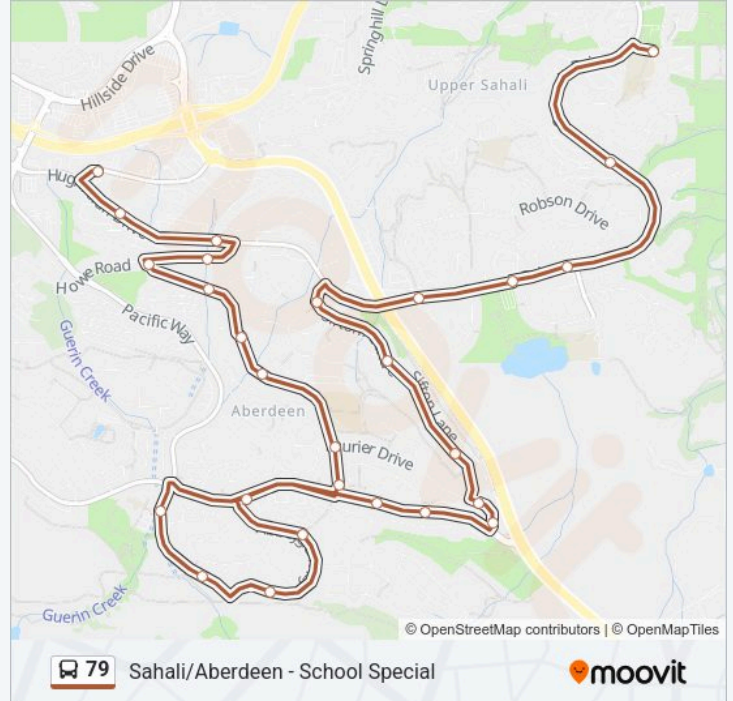 Springhill D
Hillside Drive
Upper Sahali
Hug
Robson Drive
Howe Road
Pacific Way
Guerin Creek
Sifton Lane
Aberdeen
urier Drive
Guerin Creek
© OpenStreetMap contributors | © OpenMapTiles
79 Sahali/Aberdeen - School Special
moovit